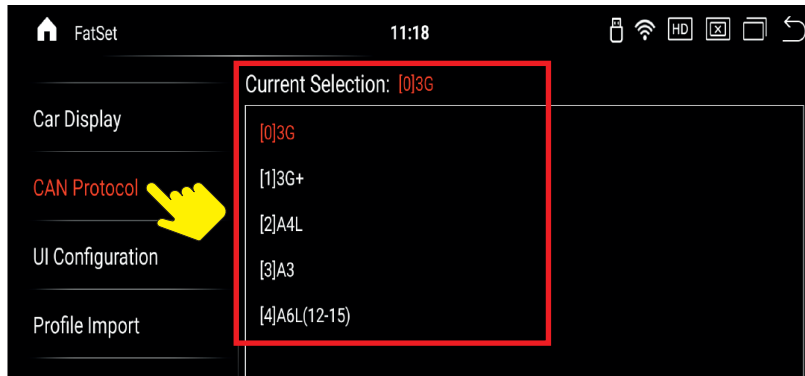 FatSet 11:18 HD
Current Selection: [0]3G
Car Display
[0]3G
CAN Protocol
[1]3G+
[2]A4L
UI Configuration
[3]A3
Profile Import
[4]A6L(12-15)